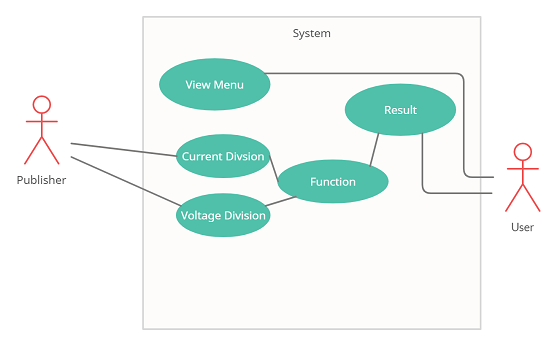 System
View Menu
Result
Current Divsion
Publisher
Function
Voltage Division
User